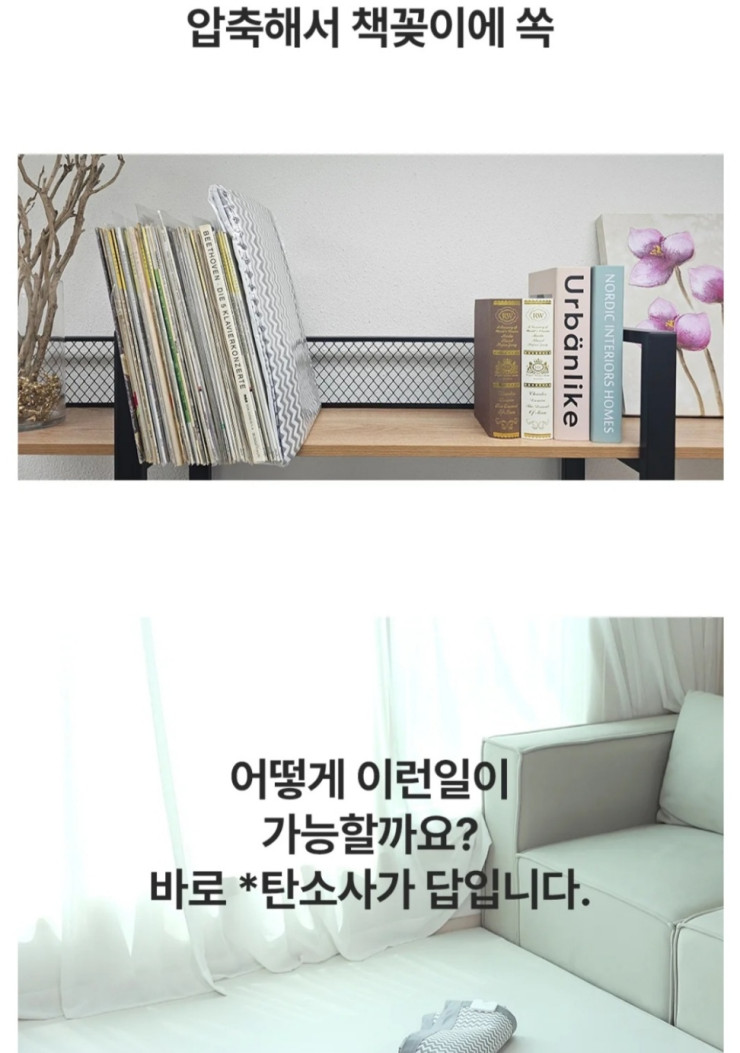 압축해서 책꽂이에 쏙
BEETHOVEN · DIE 5 KLAVIERKONZERTE
Urbänlike
NORDIC INTERIORS HOMES
어떻게 이런일이
가능할까요?
바로 *탄소사가 답입니다.